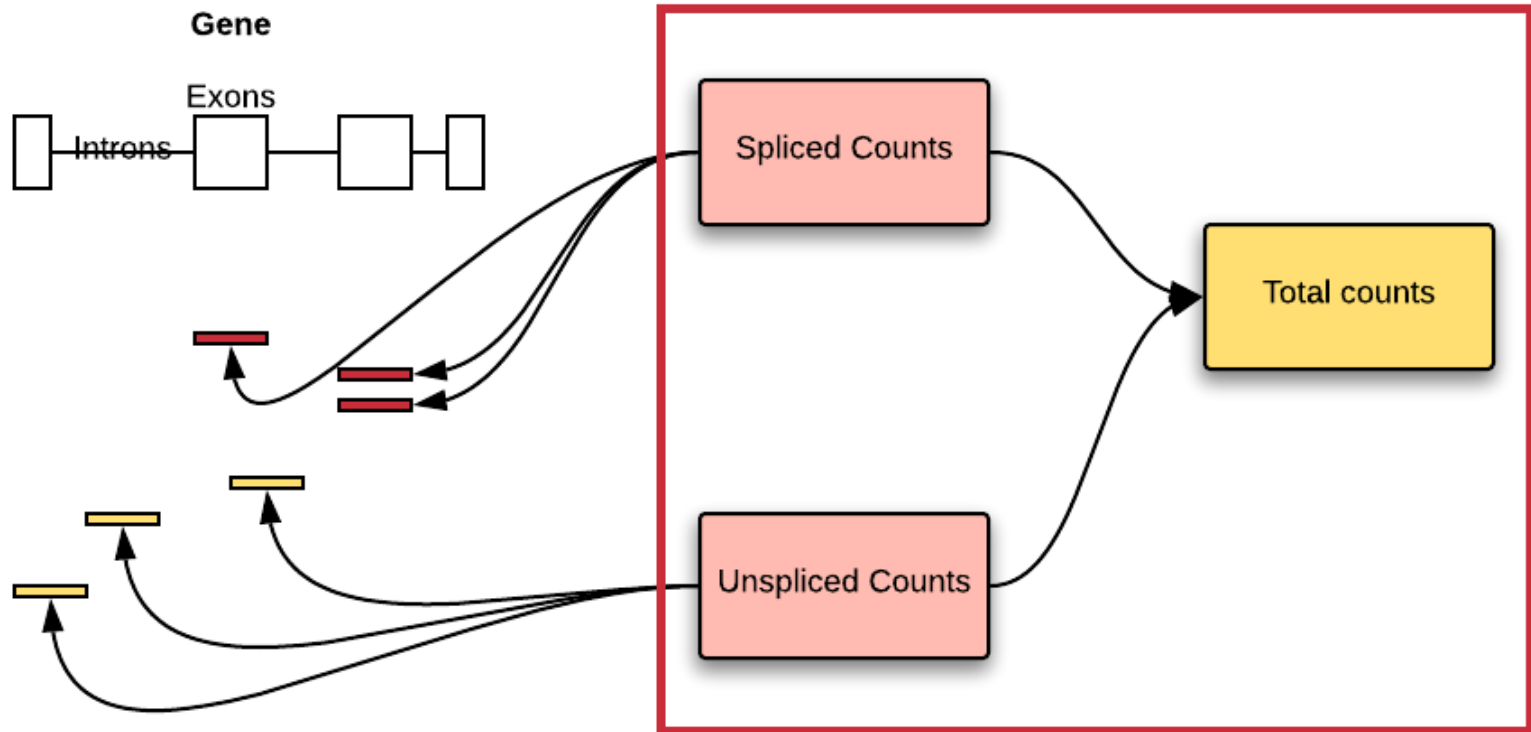 Gene
Exons
Introns
Spliced Counts
Total counts
Unspliced Counts